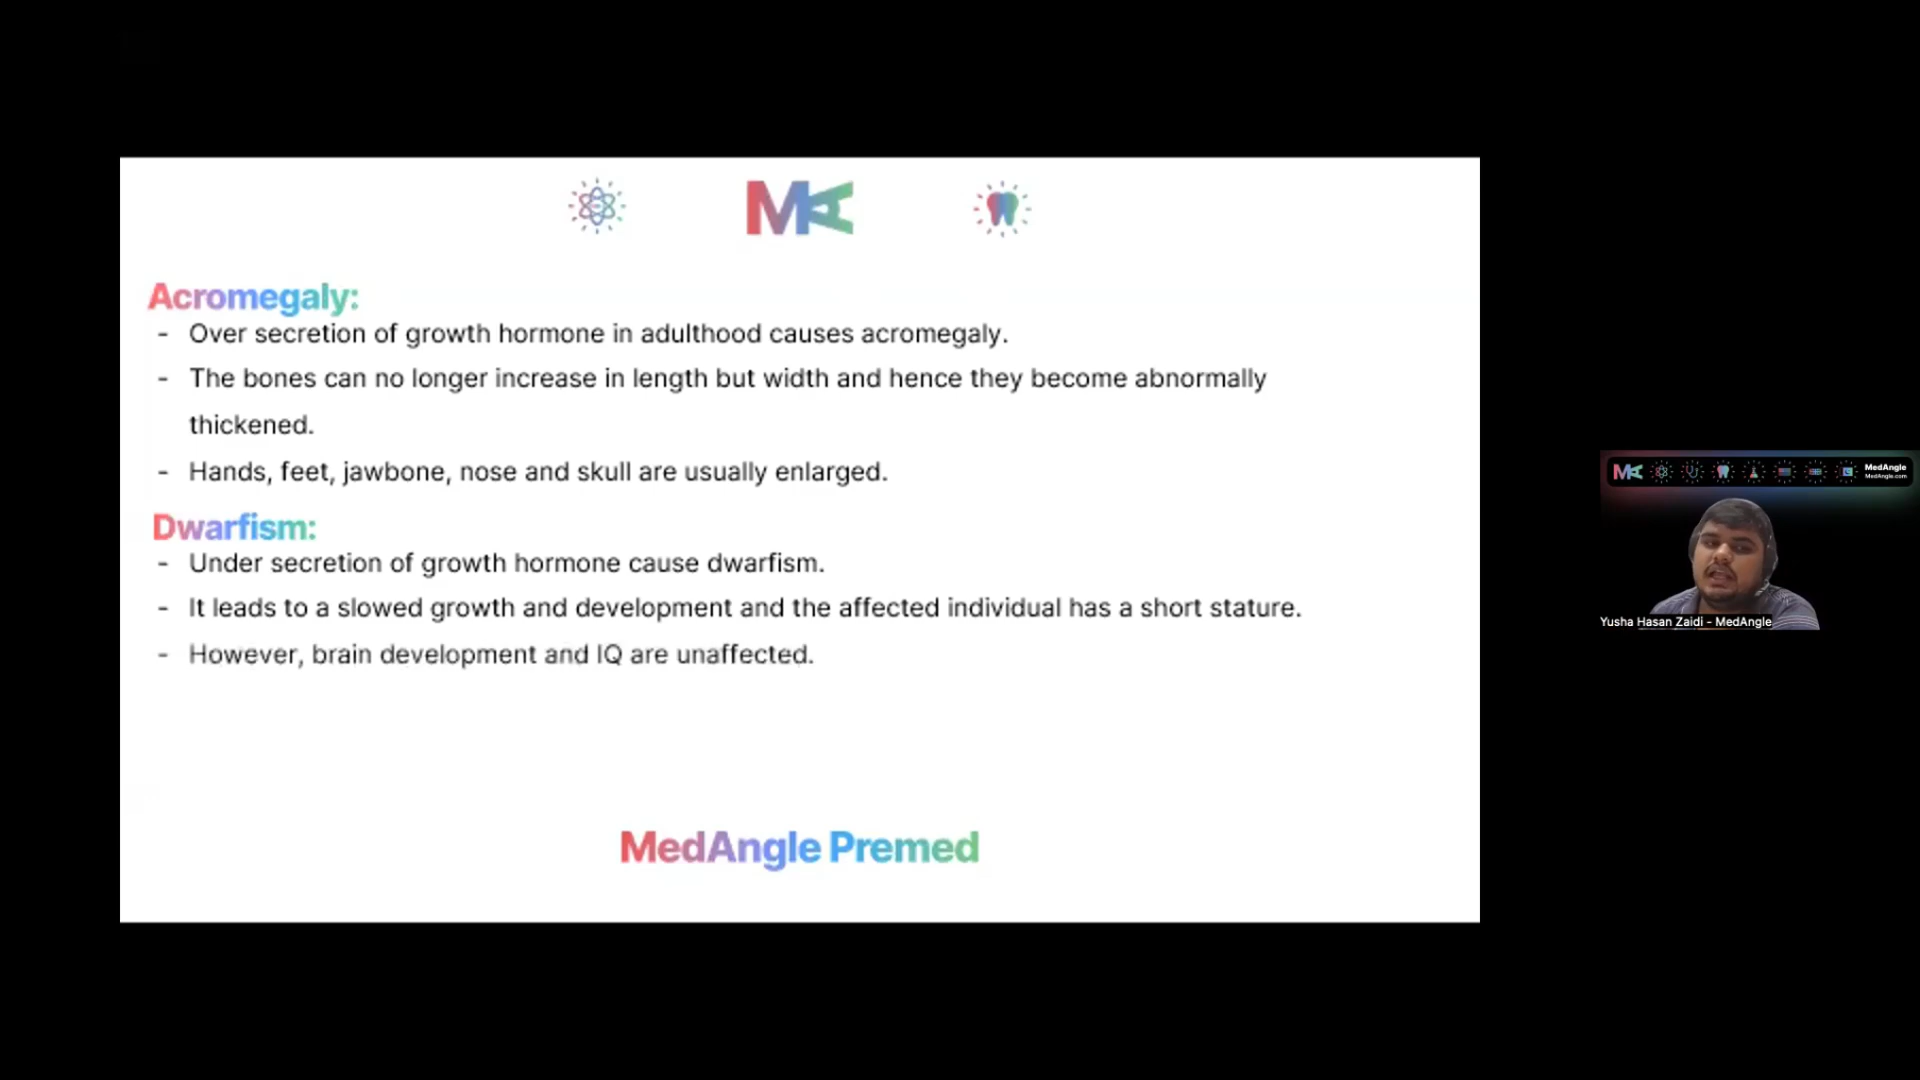 MA
Acromegaly:
- Over secretion of growth hormone in adulthood causes acromegaly.
- The bones can no longer increase in length but width and hence they become abnormally
thickened.
- Hands, feet, jawbone, nose and skull are usually enlarged.
Dwarfism:
- Under secretion of growth hormone cause dwarfism.
- It leads to a slowed growth and development and the affected individual has a short stature.
- However, brain development and IQ are unaffected.
MedAngle Premed
MA
MedAngle
MedAngle.com
Yusha Hasan Zaidi - MedAngle